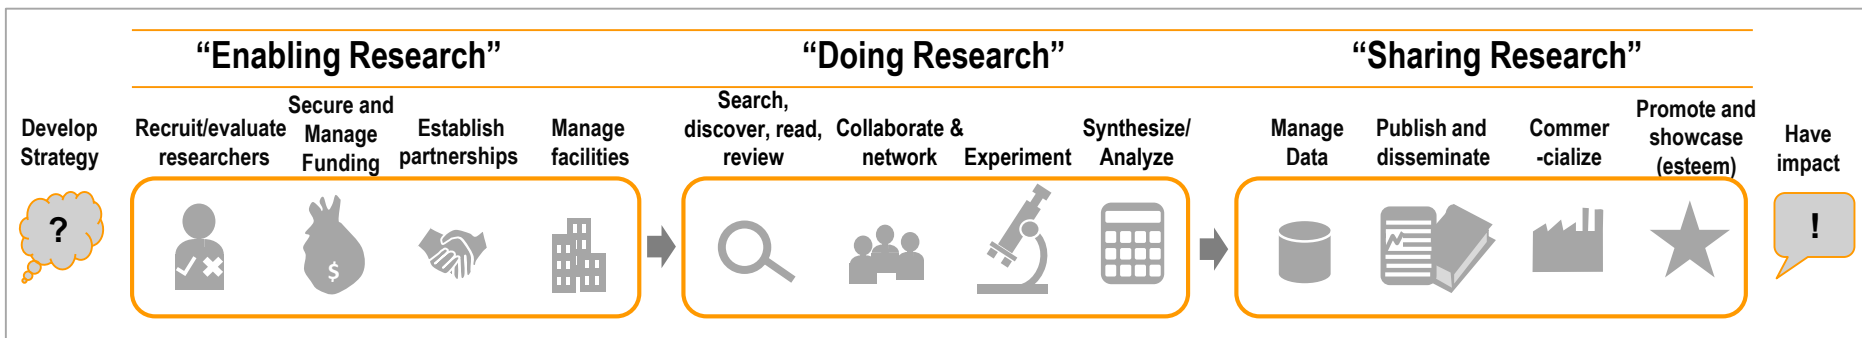 “Enabling Research”
“Doing Research”
“Sharing Research”
Develop
Strategy
?
Recruit/evaluate
researchers
Secure and
Manage
Funding
$
Establish
partnerships
Manage
facilities
Search,
discover, read,
review
Collaborate &
network
Experiment
Synthesize/
Analyze
Manage
Data
Publish and
disseminate
Commer
-cialize
Promote and
showcase
(esteem)
Have
impact
!